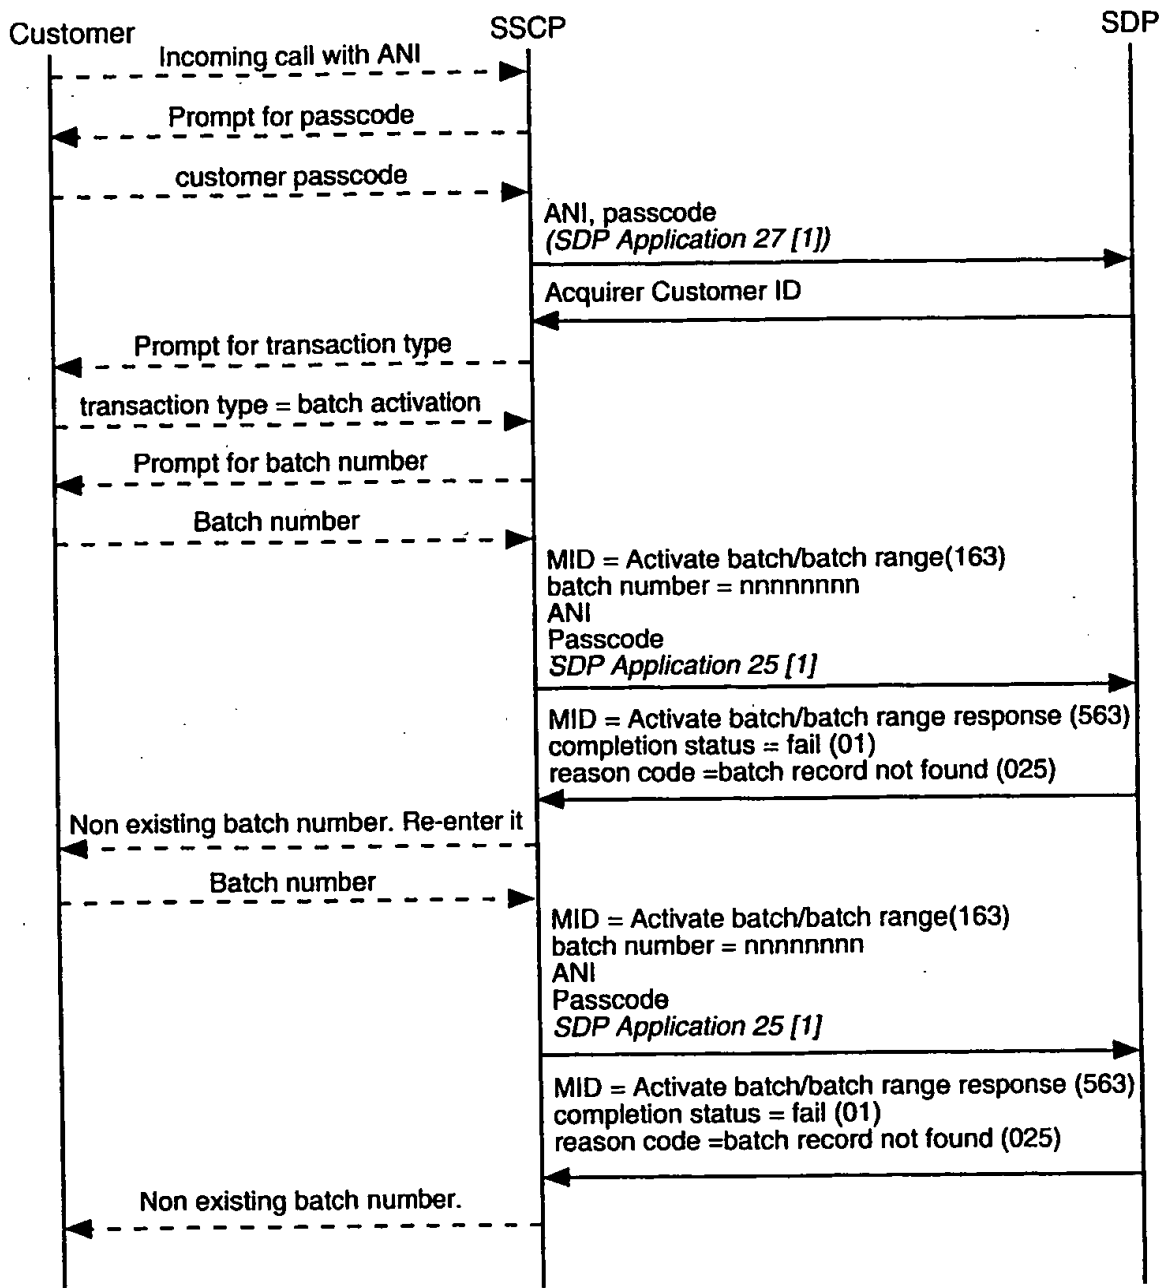 Customer
SSCP
SDP
Incoming call with ANI
Prompt for passcode
customer passcode
ANI, passcode
(SDP Application 27 [1])
Acquirer Customer ID
Prompt for transaction type
transaction type = batch activation
Prompt for batch number
Batch number
MID = Activate batch/batch range(163)
batch number = nnnnnnnn
ANI
Passcode
SDP Application 25 [1]
MID = Activate batch/batch range response (563)
completion status = fail (01)
reason code =batch record not found (025)
Non existing batch number. Re-enter it
Batch number
MID = Activate batch/batch range(163)
batch number = nnnnnnnn
ANI
Passcode
SDP Application 25 [1]
MID = Activate batch/batch range response (563)
completion status = fail (01)
reason code =batch record not found (025)
Non existing batch number.